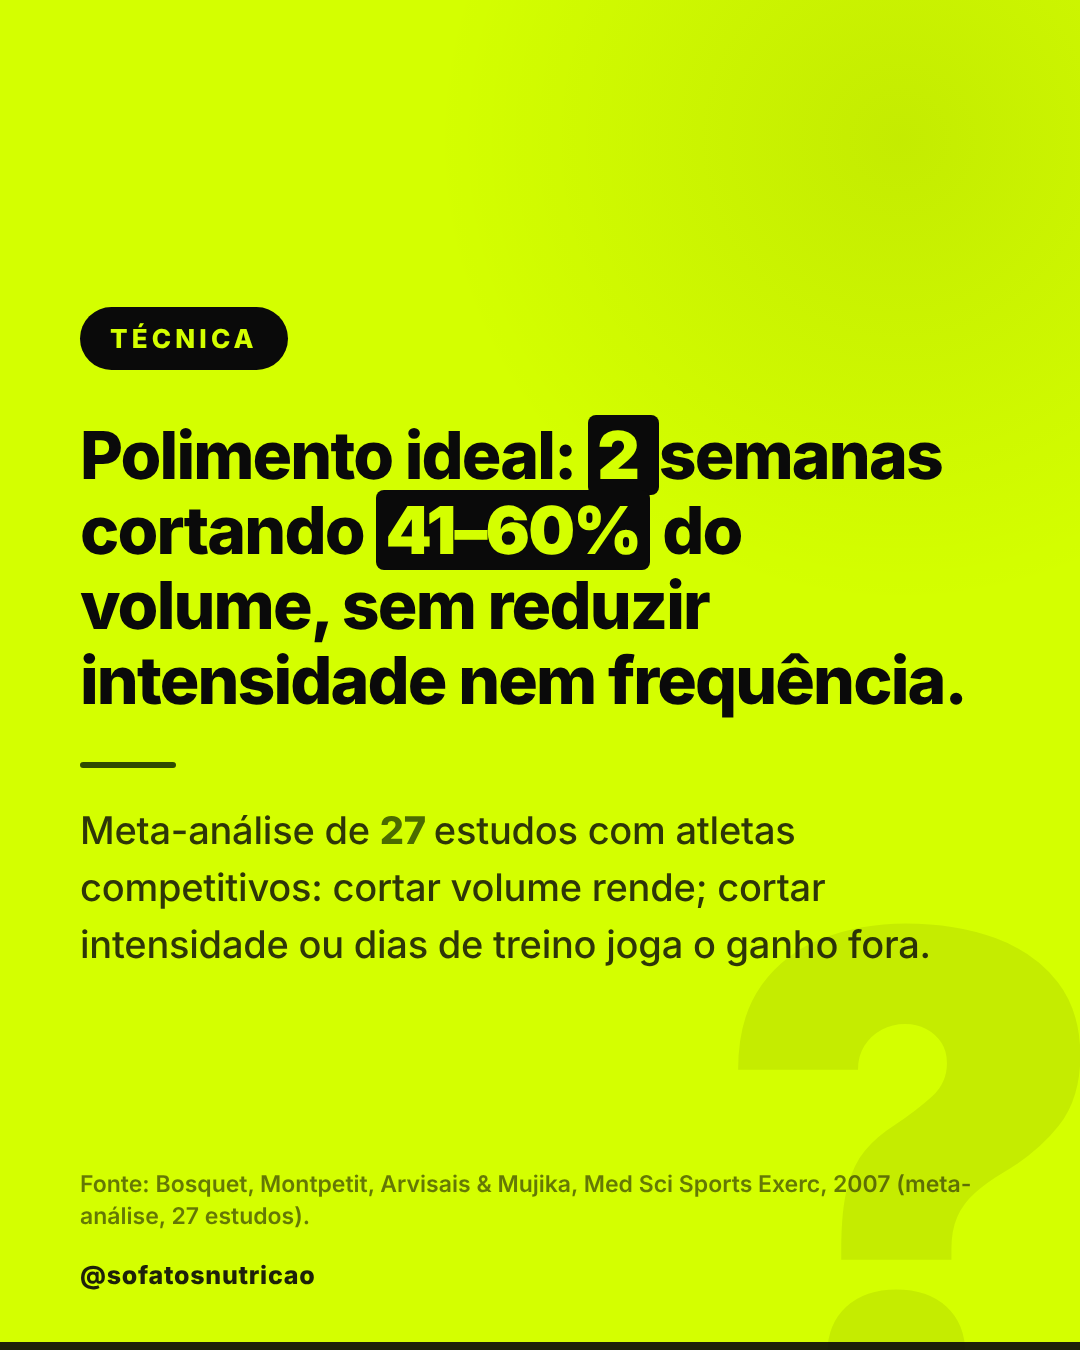 TÉCNICA
Polimento ideal: 2 semanas
cortando 41–60% do
volume, sem reduzir
intensidade nem frequência.
Meta-análise de 27 estudos com atletas
competitivos: cortar volume rende; cortar
intensidade ou dias de treino joga o ganho fora.
Fonte: Bosquet, Montpetit, Arvisais & Mujika, Med Sci Sports Exerc, 2007 (meta-
análise, 27 estudos).
@sofatosnutricao
?